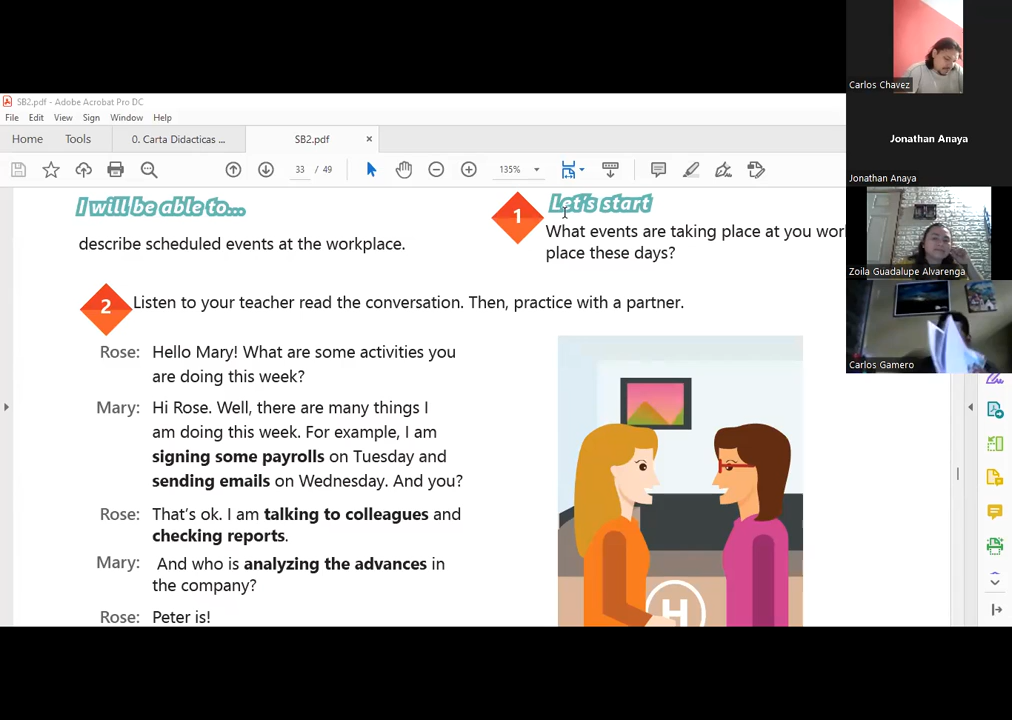 SB2.pdf - Adobe Acrobat Pro DC
File Edit View Sign Window Help
Home Tools 0. Carta Didacticas ... SB2.pdf ×
33 / 49 135%
I will be able to...
describe scheduled events at the workplace.
1 Let's start
What events are taking place at you wor
place these days?
2 Listen to your teacher read the conversation. Then, practice with a partner.
Rose: Hello Mary! What are some activities you
are doing this week?
Mary: Hi Rose. Well, there are many things I
am doing this week. For example, I am
signing some payrolls on Tuesday and
sending emails on Wednesday. And you?
Rose: That's ok. I am talking to colleagues and
checking reports.
Mary: And who is analyzing the advances in
the company?
Rose: Peter is!
H
Carlos Chavez
Jonathan Anaya
Jonathan Anaya
Zoila Guadalupe Alvarenga
Carlos Gamero